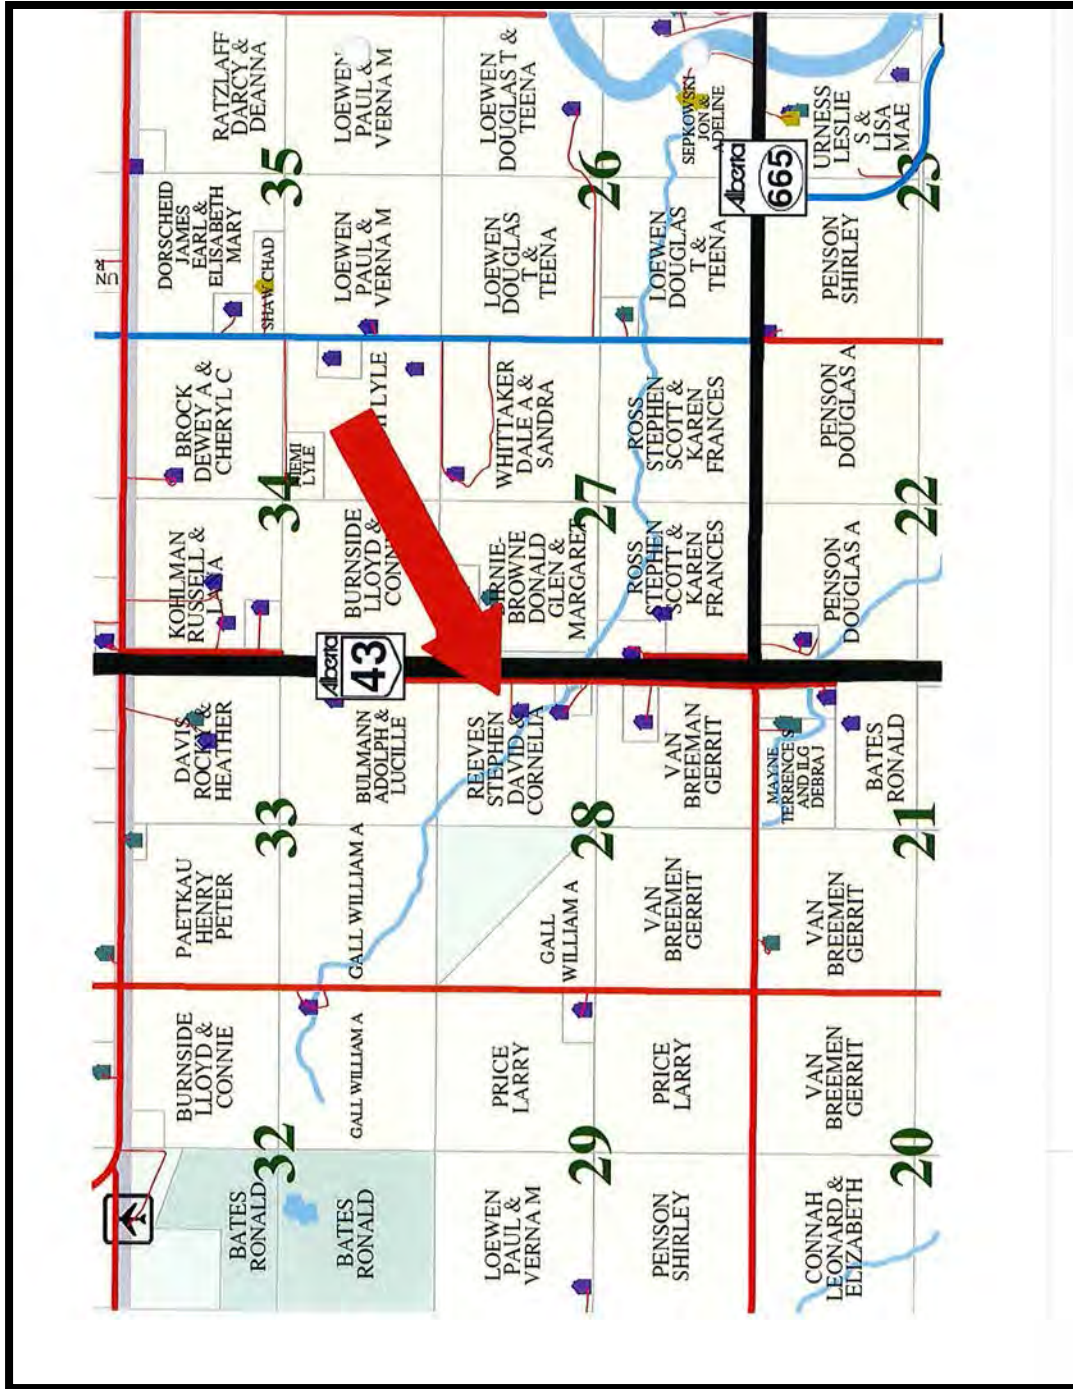 BATES
RONALD
BURNSIDE
LLOYD &
CONNIE
PAETKAU
HENRY
PETER
DAVIS
ROCKY &
HEATHER
KOHLMAN
RUSSELL &
BROCK
DEWEY A &
CHERYL C
DORSCHEID
JAMES
EARL &
ELISABETH
MARY
SHAW CHAD
RATZLAFF
DARCY &
DEANNA
32
33
34
35
BATES
RONALD
GALL WILLIAM A
GALL WILLIAM A
BULMANN
ADOLPH &
LUCILLE
Alberta
43
BURNSIDE
LLOYD &
LYLE
LYLE
LOEWEN
PAUL &
VERNA M
LOEWEN
PAUL &
VERNA M
LOEWEN
PAUL &
VERNA M
PRICE
LARRY
GALL
WILLIAM A
REEVES
STEPHEN
DAVID &
CORNELIA
BROWNE
DONALD
GLEN &
MARGARET
WHITTAKER
DALE A &
SANDRA
LOEWEN
DOUGLAS
T &
TEENA
LOEWEN
DOUGLAS T &
TEENA
29
28
27
26
PENSON
SHIRLEY
PRICE
LARRY
VAN
BREEMEN
GERRIT
VAN
BREEMAN
GERRIT
ROSS
STEPHEN
SCOTT &
KAREN
FRANCES
ROSS
STEPHEN
SCOTT &
KAREN
FRANCES
LOEWEN
DOUGLAS
T &
TEENA
SEPKOWSKI
JON &
ADELINE
Alberta
665
CONNAH
LEONARD &
ELIZABETH
VAN
BREEMEN
GERRIT
VAN
BREEMEN
GERRIT
MAYNE
TERRENCE S
AND ILG
DEBRA J
BATES
RONALD
PENSON
DOUGLAS A
PENSON
DOUGLAS A
PENSON
SHIRLEY
URNESS
LESLIE
S &
LISA
MAE
20
21
22
23